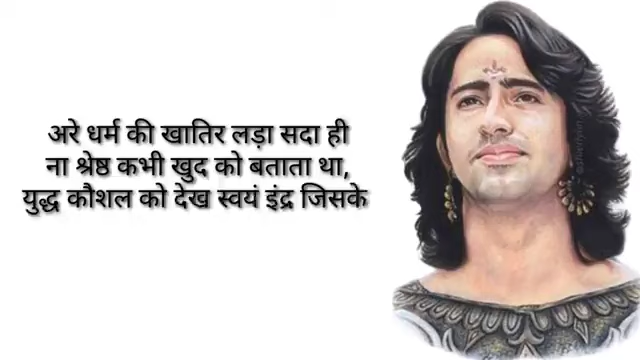 अरे धर्म की खातिर लड़ा सदा ही
ना श्रेष्ठ कभी खुद को बताता था,
युद्ध कौशल को देख स्वयं इंद्र जिसके